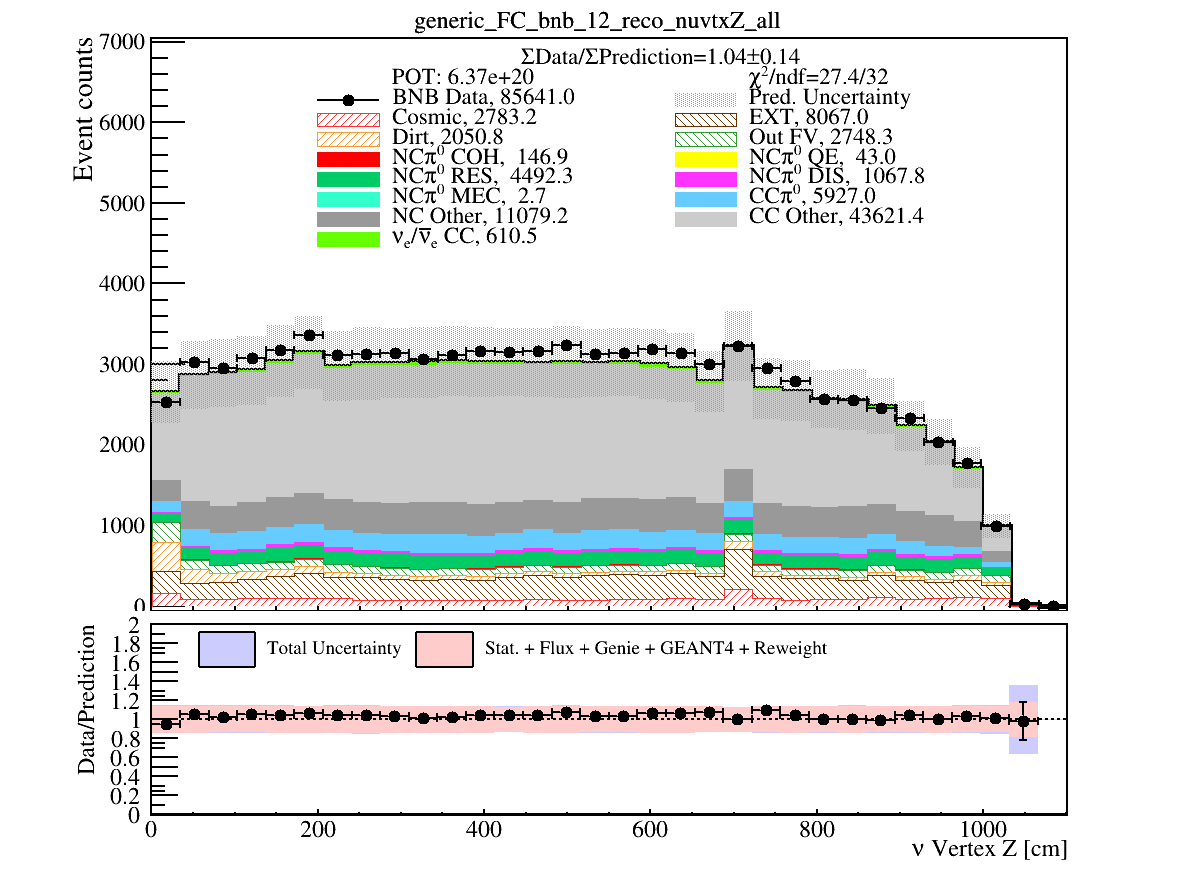 generic_FC_bnb_12_reco_nuvtxZ_all
ΣData/ΣPrediction=1.04±0.14
POT: 6.37e+20
χ²/ndf=27.4/32
BNB Data, 85641.0
Pred. Uncertainty
Cosmic, 2783.2
EXT, 8067.0
Dirt, 2050.8
Out FV, 2748.3
NCπ⁰ COH, 146.9
NCπ⁰ QE, 43.0
NCπ⁰ RES, 4492.3
NCπ⁰ DIS, 1067.8
NCπ⁰ MEC, 2.7
CCπ⁰, 5927.0
NC Other, 11079.2
CC Other, 43621.4
νₑ/ν̅ₑ CC, 610.5
Event counts
7000
6000
5000
4000
3000
2000
1000
0
Total Uncertainty
Stat. + Flux + Genie + GEANT4 + Reweight
Data/Prediction
2
1.8
1.6
1.4
1.2
1
0.8
0.6
0.4
0.2
0
0 200 400 600 800 1000
ν Vertex Z [cm]